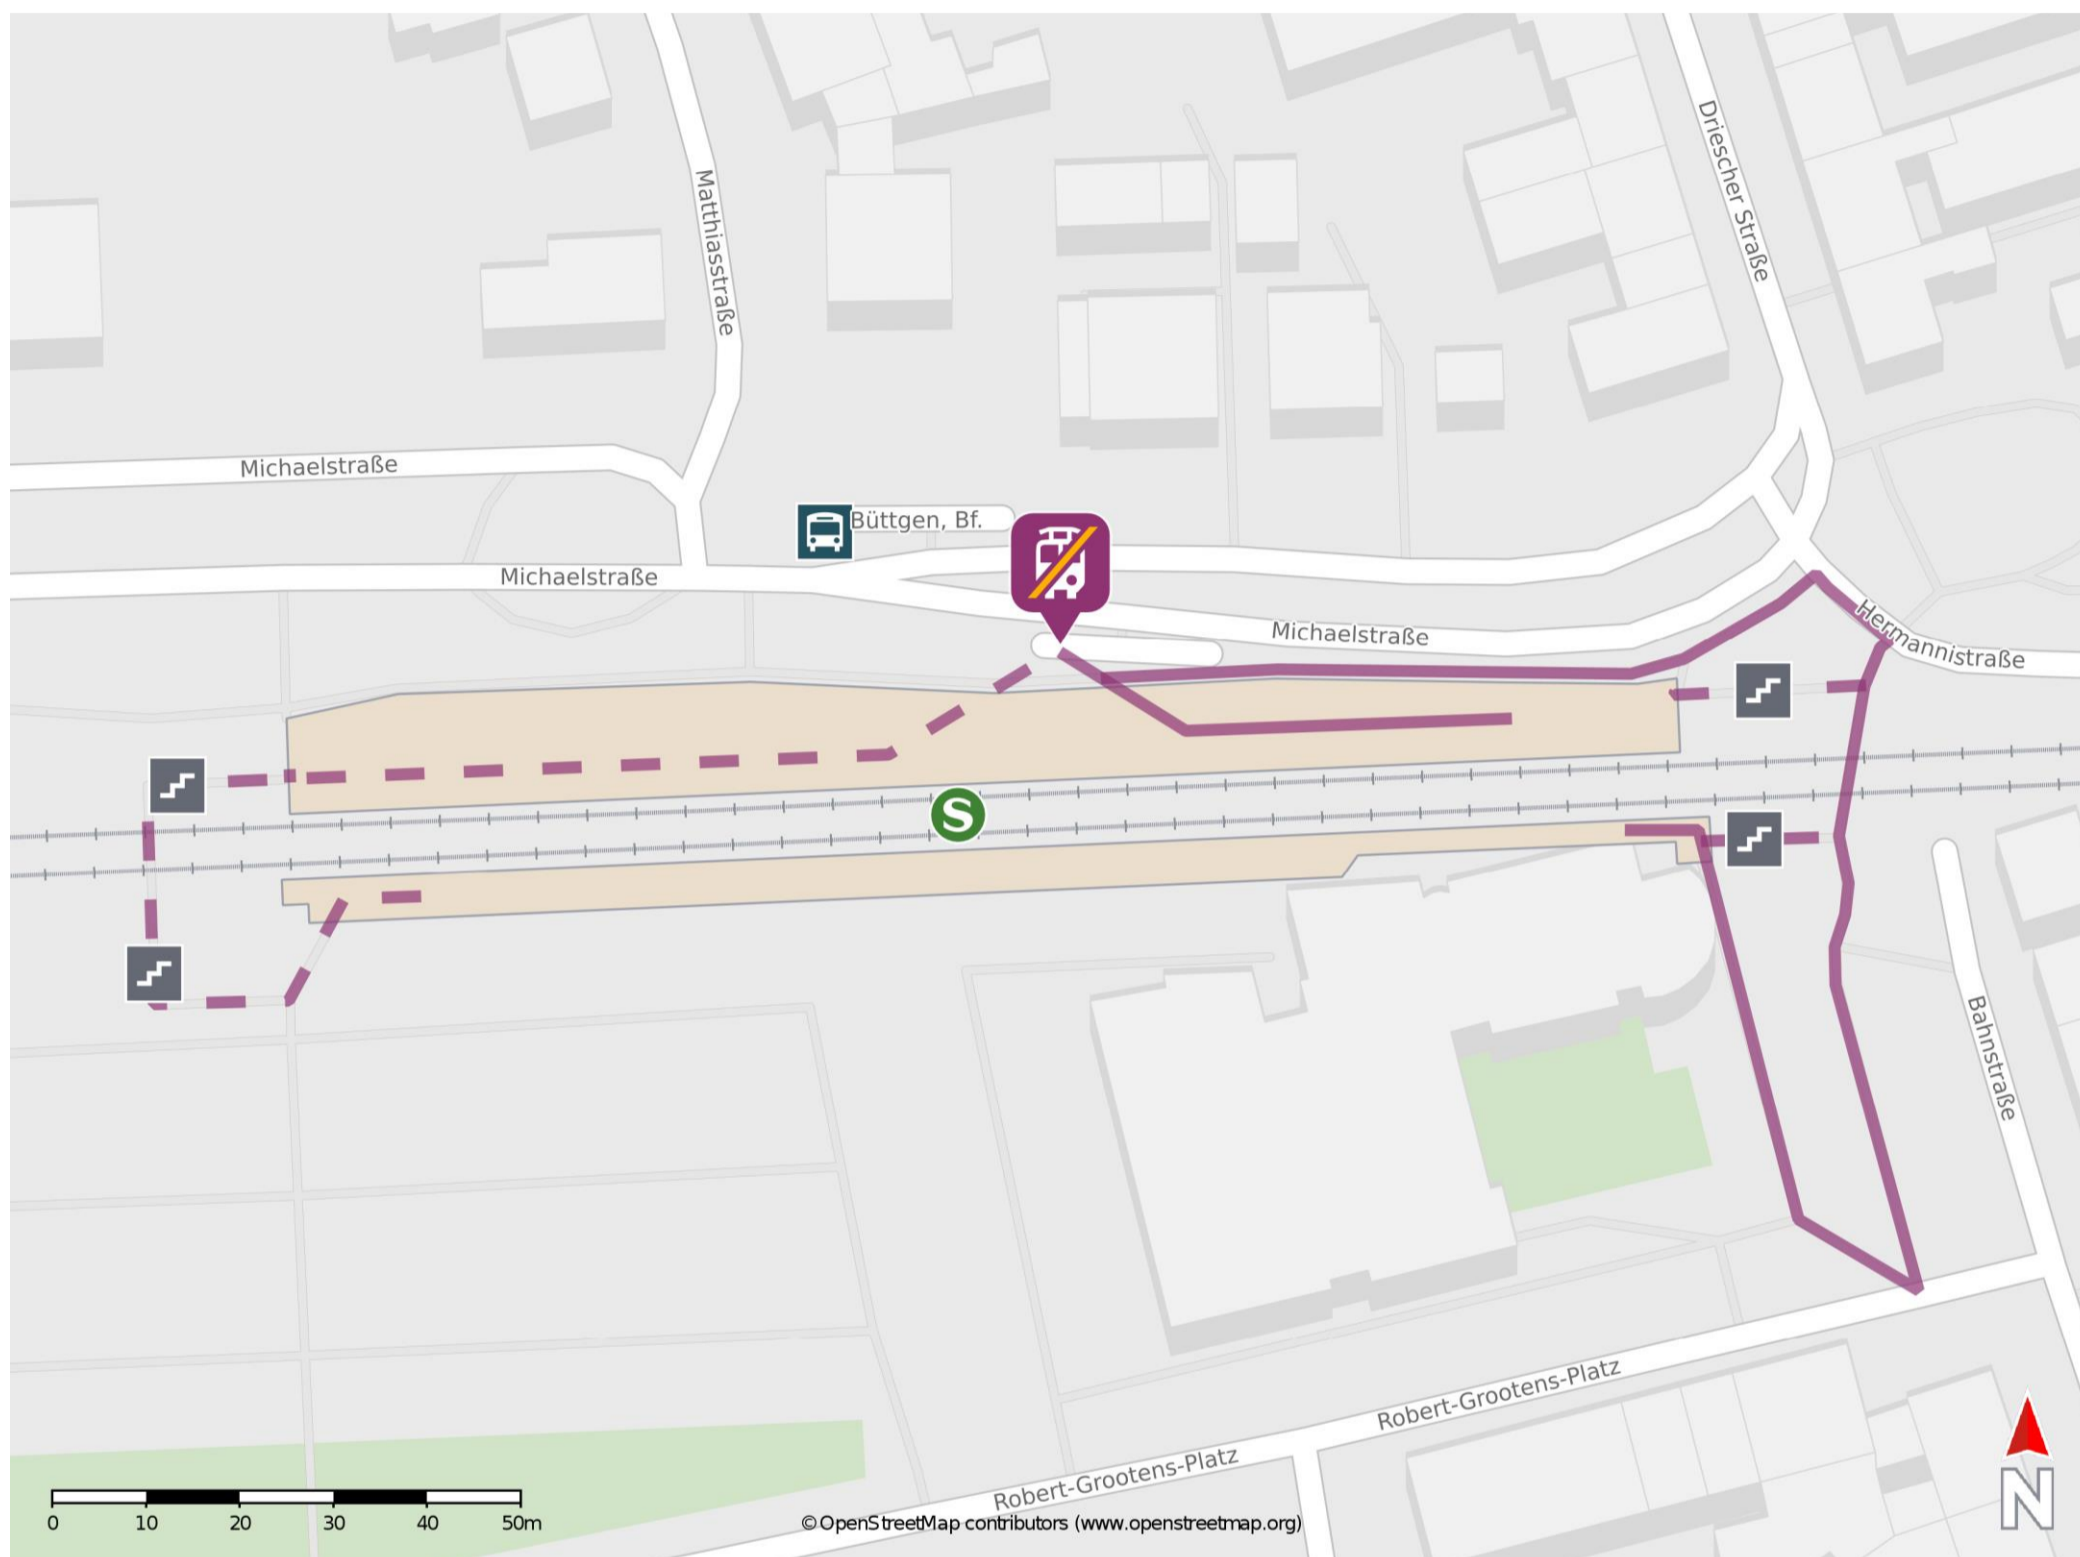 Driescher Straße
Matthiasstraße
Michaelstraße
Büttgen, Bf.
Michaelstraße
Michaelstraße
Hermannistraße
S
Bahnstraße
Robert-Grootens-Platz
Robert-Grootens-Platz
0 10 20 30 40 50m
©OpenStreetMap contributors (www.openstreetmap.org)
N